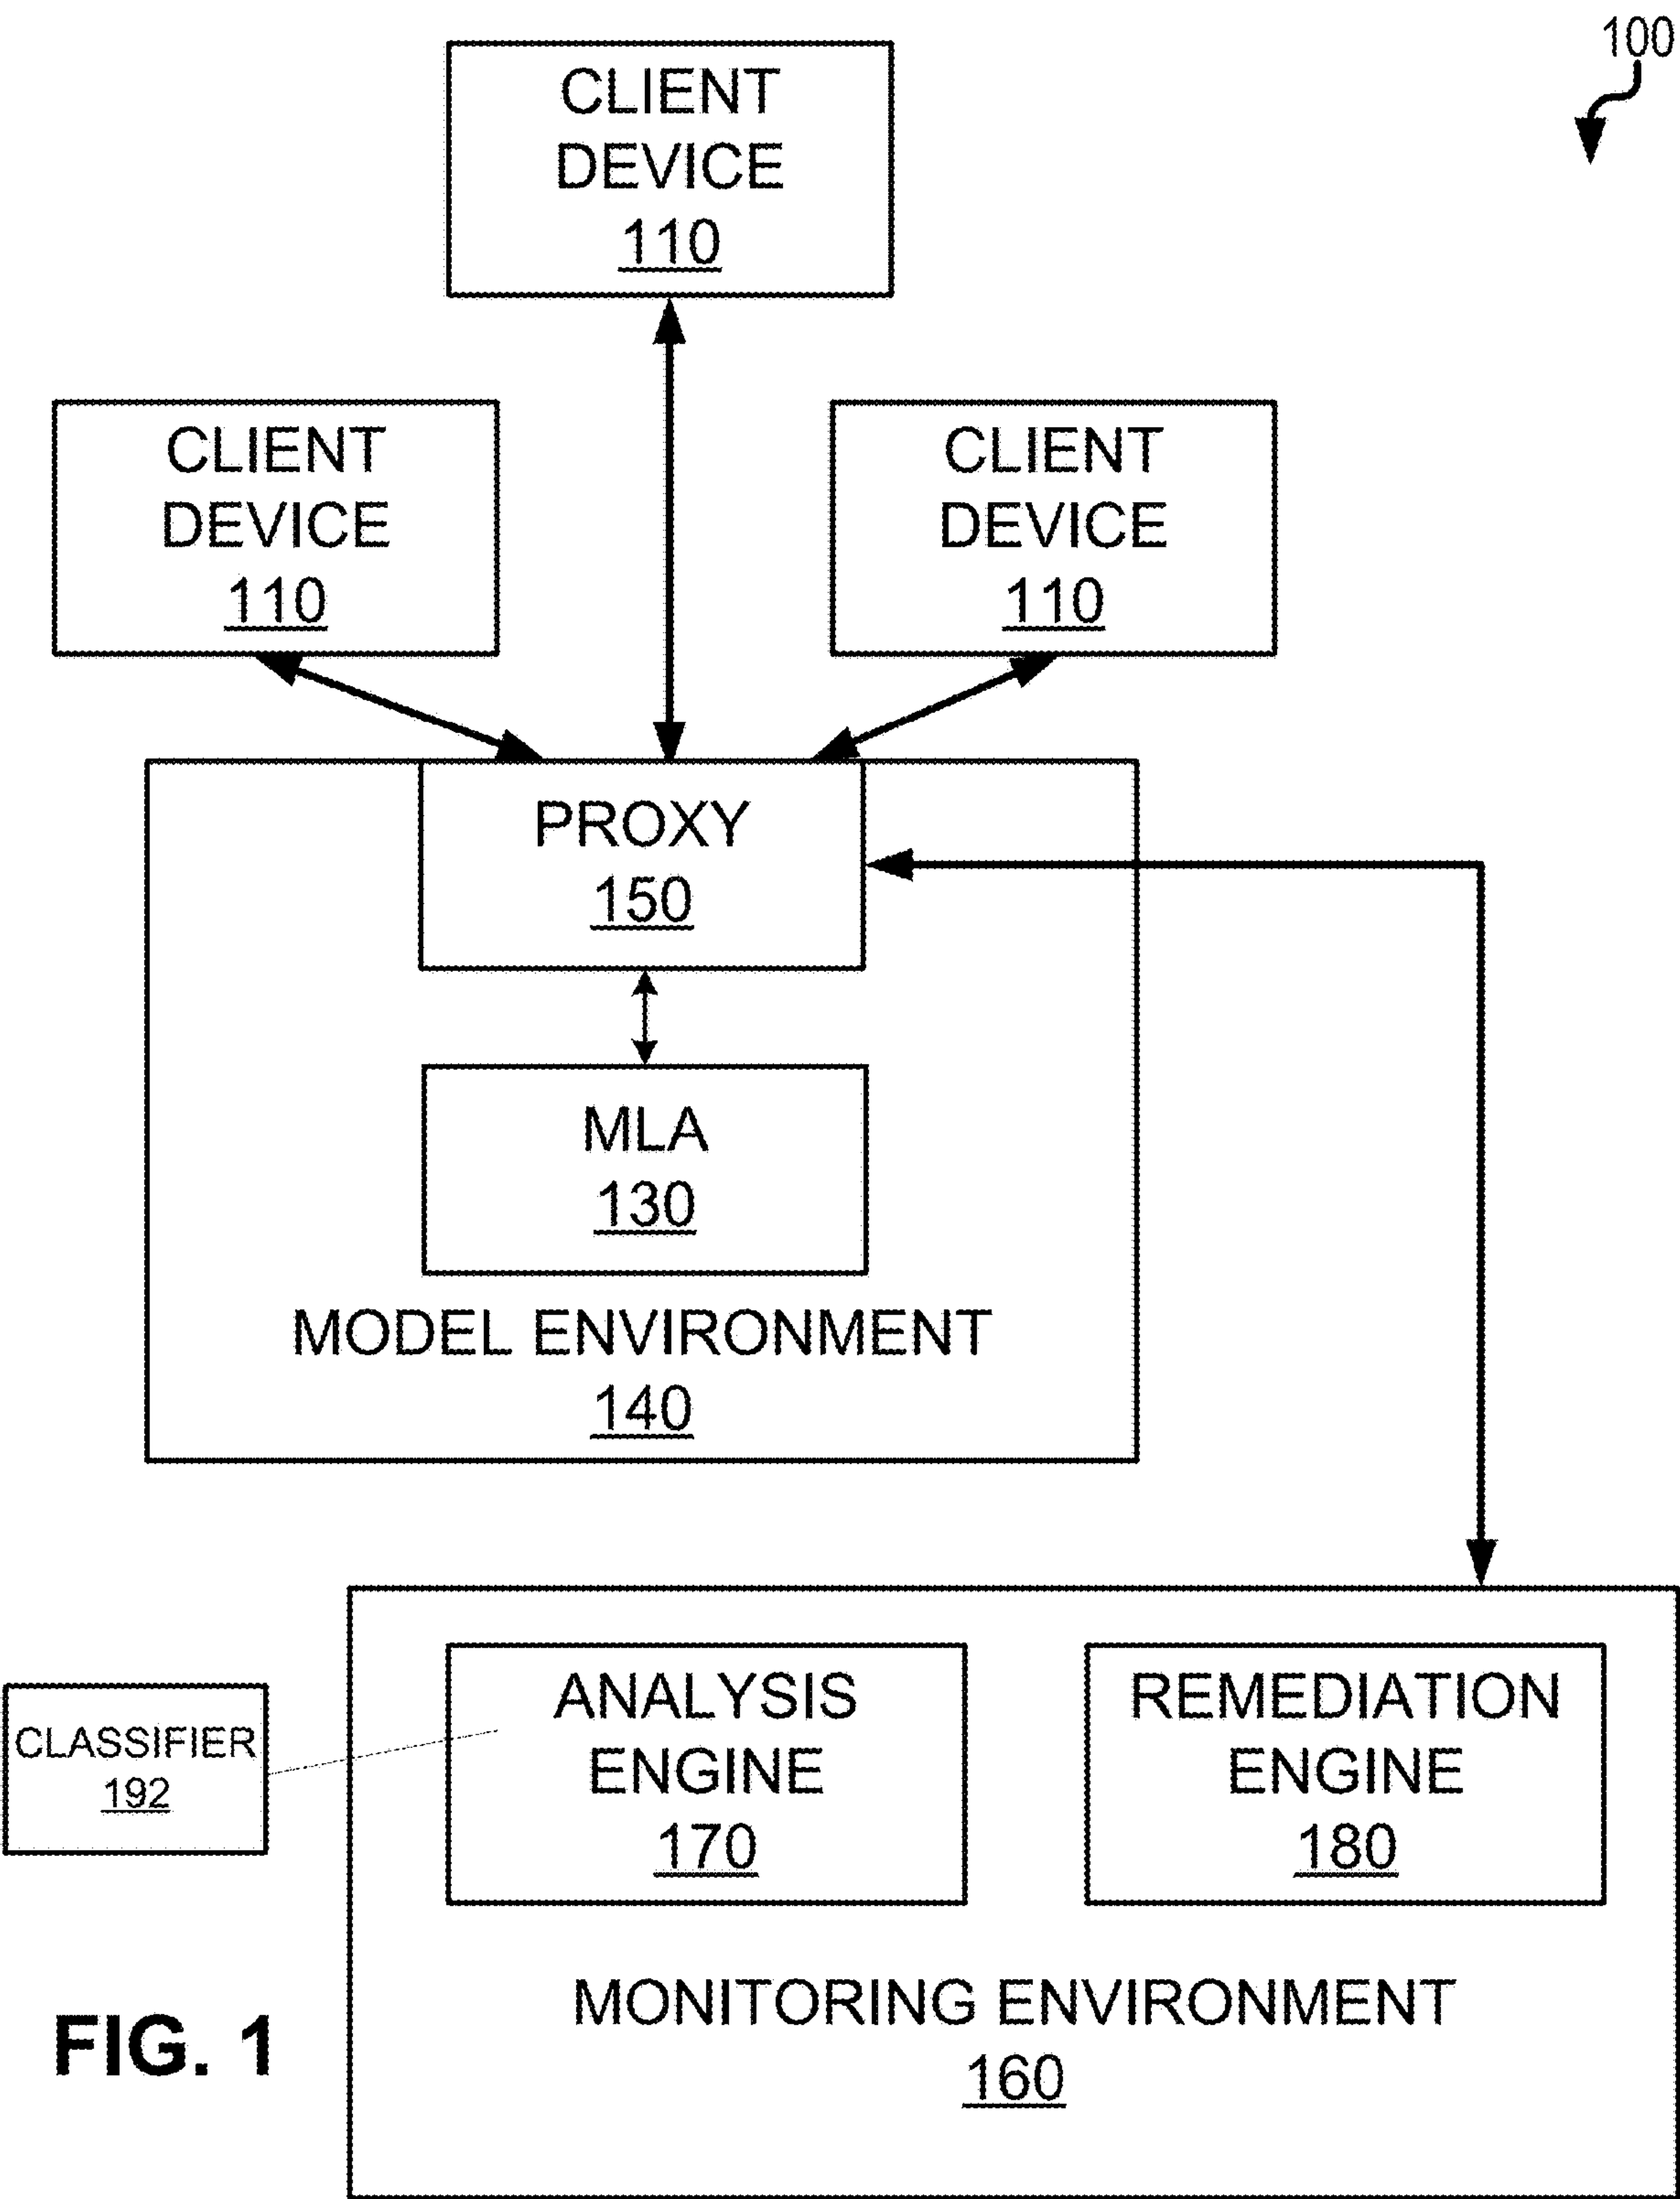 100
CLIENT
DEVICE
110
CLIENT
DEVICE
110
CLIENT
DEVICE
110
PROXY
150
MLA
130
MODEL ENVIRONMENT
140
CLASSIFIER
192
ANALYSIS
ENGINE
170
REMEDIATION
ENGINE
180
MONITORING ENVIRONMENT
160
FIG. 1